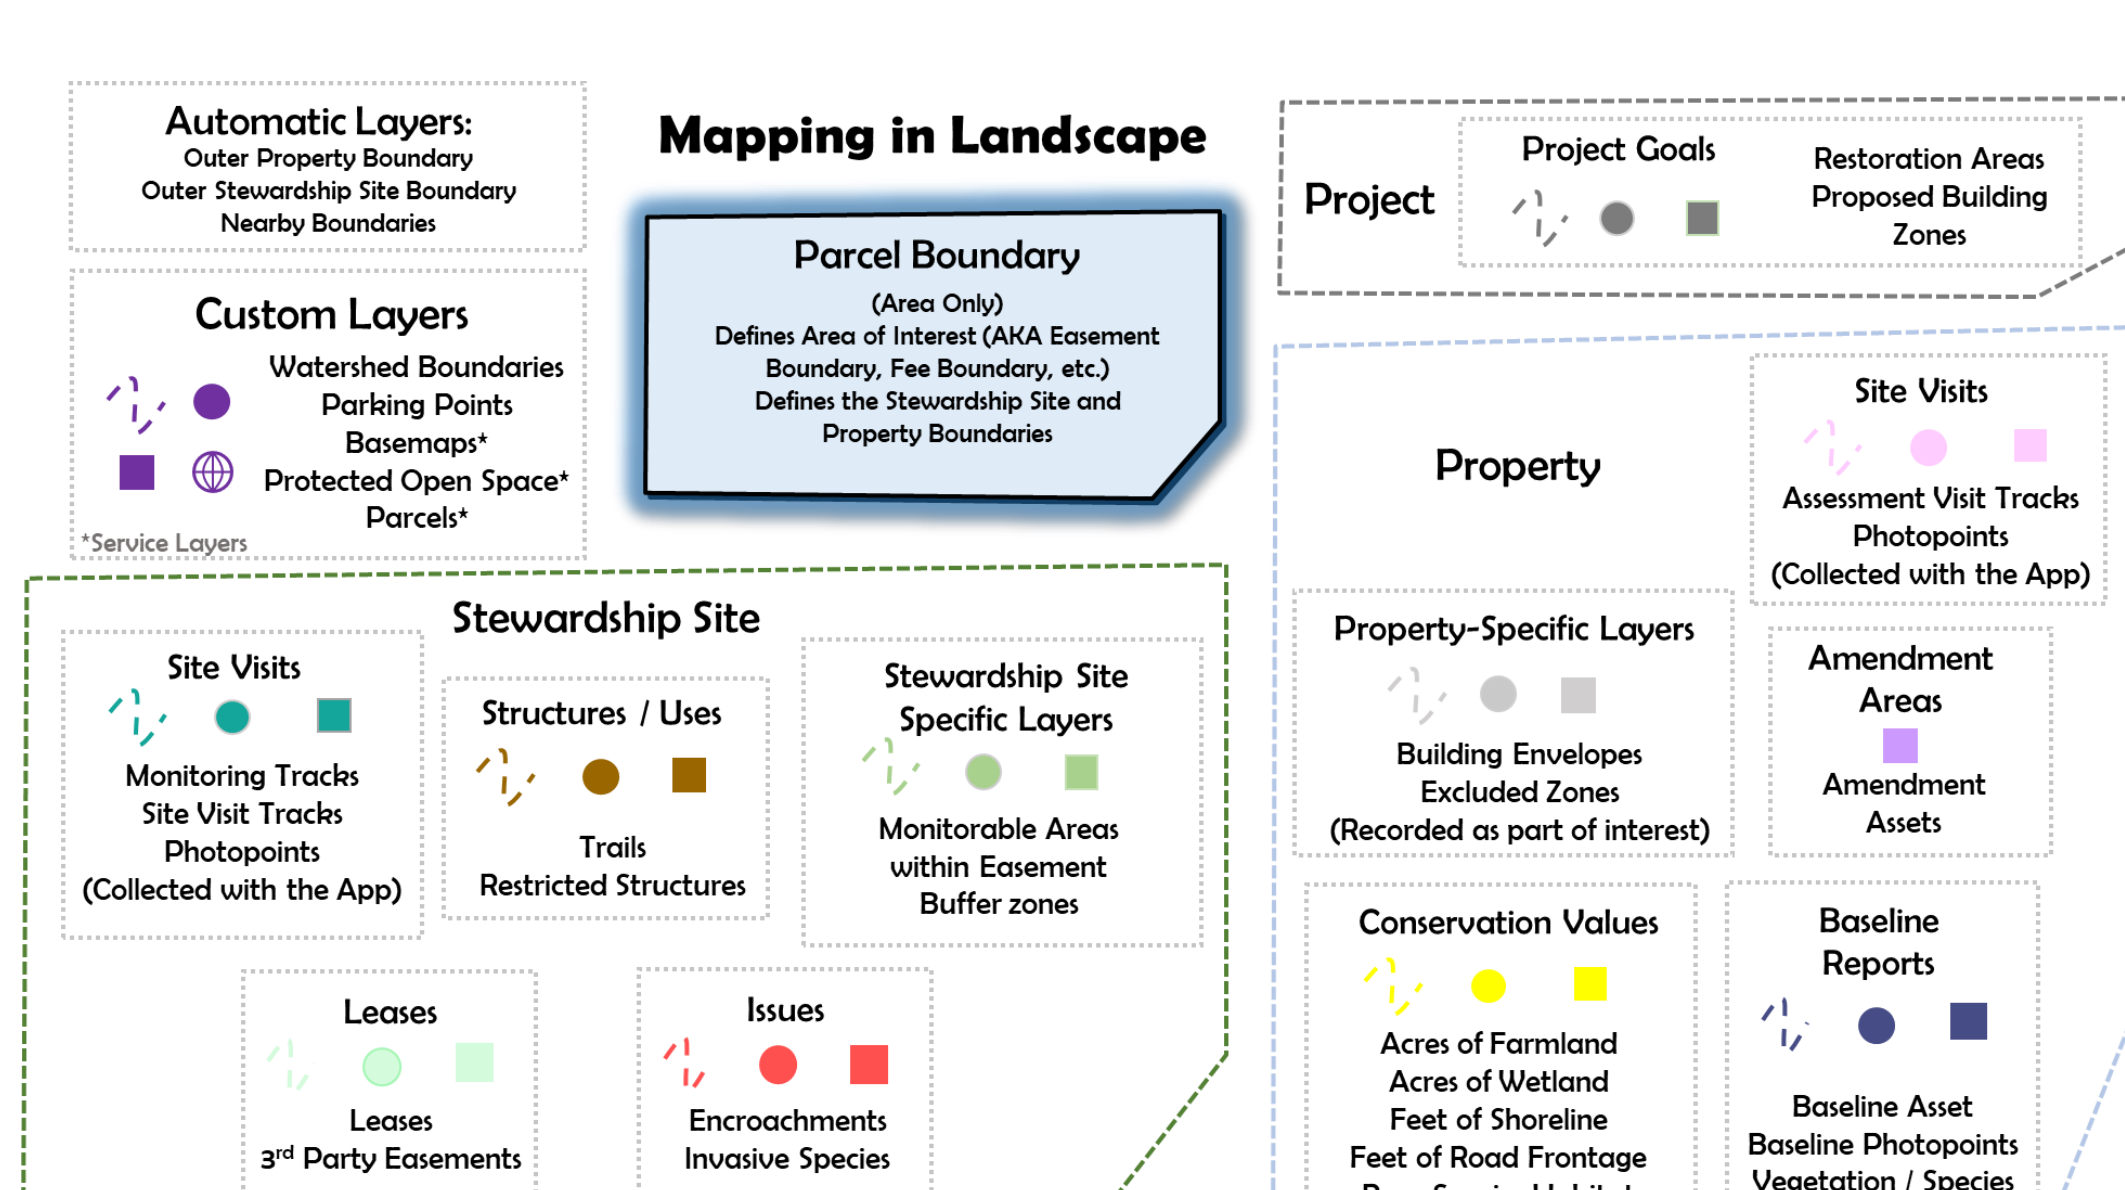 Automatic Layers:
Outer Property Boundary
Outer Stewardship Site Boundary
Nearby Boundaries
Custom Layers
Watershed Boundaries
Parking Points
Basemaps*
Protected Open Space*
Parcels*
*Service Layers
Mapping in Landscape
Parcel Boundary
(Area Only)
Defines Area of Interest (AKA Easement
Boundary, Fee Boundary, etc.)
Defines the Stewardship Site and
Property Boundaries
Project
Project Goals
Restoration Areas
Proposed Building
Zones
Stewardship Site
Site Visits
Monitoring Tracks
Site Visit Tracks
Photopoints
(Collected with the App)
Structures / Uses
Trails
Restricted Structures
Stewardship Site
Specific Layers
Monitorable Areas
within Easement
Buffer zones
Leases
Leases
3rd Party Easements
Issues
Encroachments
Invasive Species
Property
Site Visits
Assessment Visit Tracks
Photopoints
(Collected with the App)
Property-Specific Layers
Building Envelopes
Excluded Zones
(Recorded as part of interest)
Amendment
Areas
Amendment
Assets
Conservation Values
Acres of Farmland
Acres of Wetland
Feet of Shoreline
Feet of Road Frontage
Baseline
Reports
Baseline Asset
Baseline Photopoints
Vegetation / Species